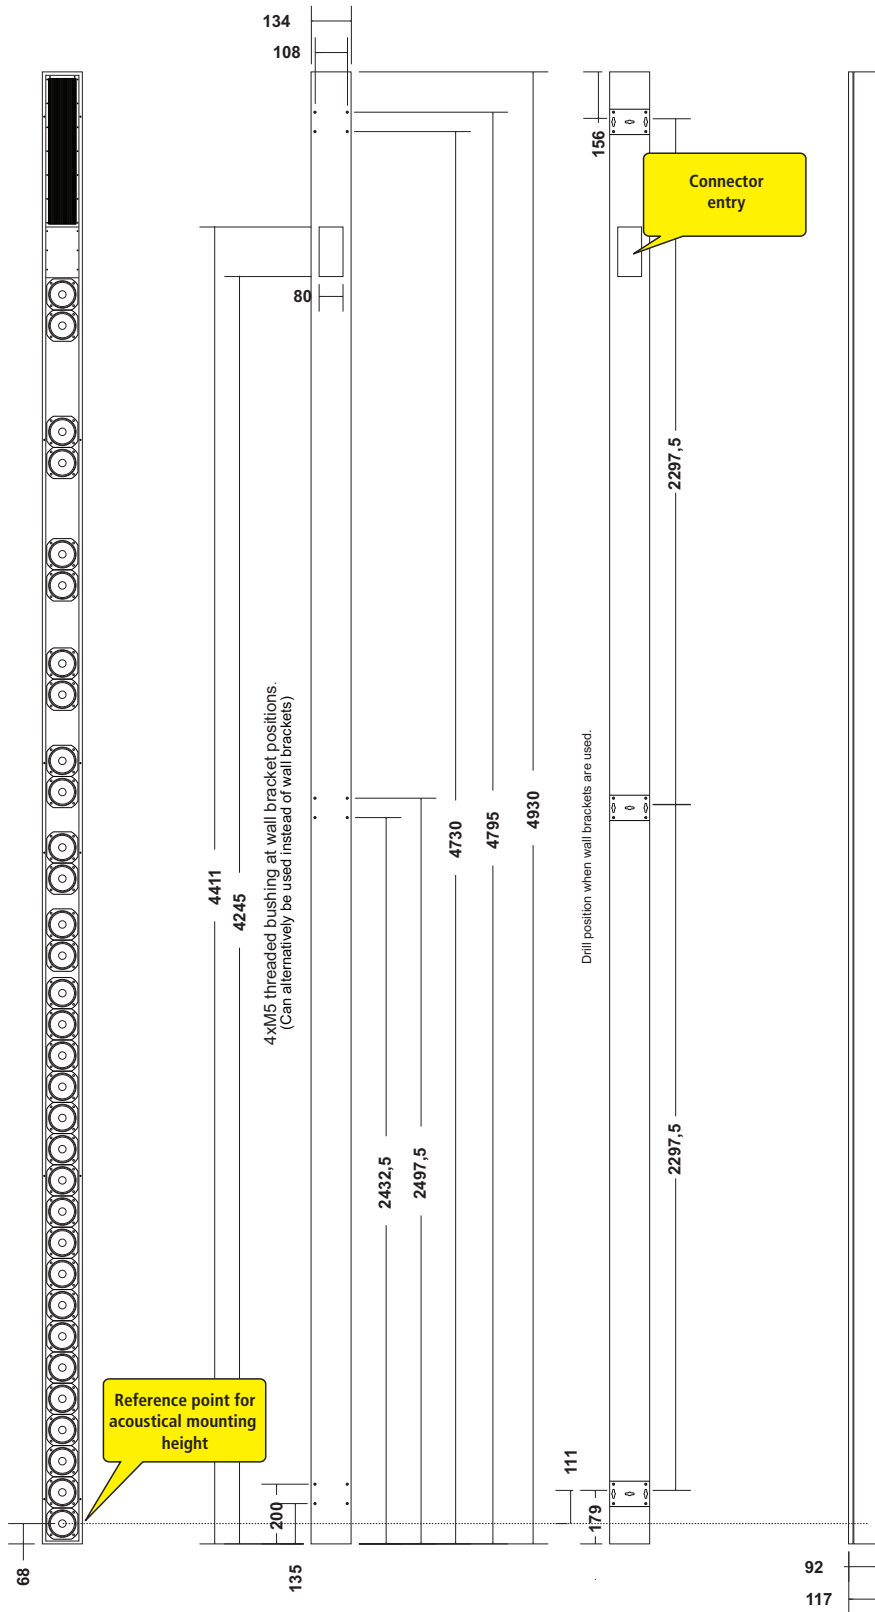 134
108
156
Connector
entry
80
2297,5
4xM5 threaded bushing at wall bracket positions.
(Can alternatively be used instead of wall brackets)
Drill position when wall brackets are used.
4930
4795
4730
4411
4245
2497,5
2432,5
2297,5
Reference point for
acoustical mounting
height
111
200
179
135
68
92
117